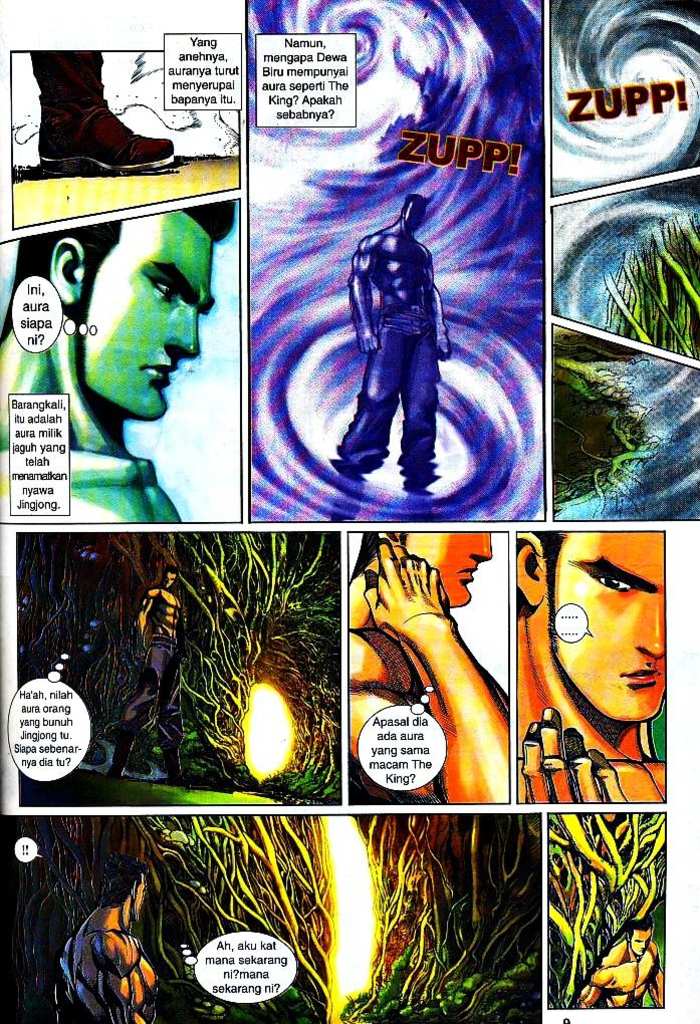 Yang
anehnya,
auranya turut
menyerupai
bapanya itu.
Namun,
mengapa Dewa
Biru mempunyai
aura seperti The
King? Apakah
sebabnya?
ZUPP!
ZUPP!
Ini,
aura
siapa
ni?
Barangkali,
itu adalah
aura milik
jaguh yang
telah
menamatkan
nyawa
Jingjong.
Ha'ah, nilah
aura orang
yang bunuh
Jingjong tu.
Siapa sebenar-
nya dia tu?
Apasal dia
ada aura
yang sama
macam The
King?
.....
.....
!!
Ah, aku kat
mana sekarang
ni?mana
sekarang ni?
9